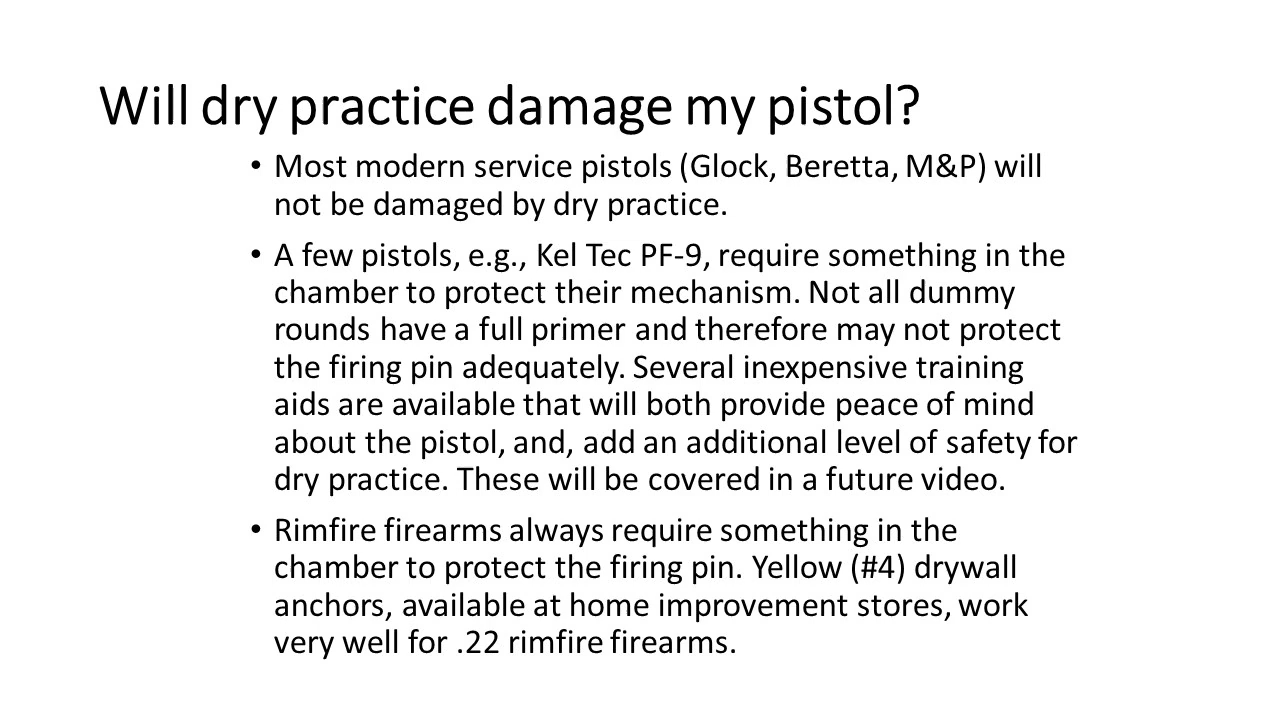 Will dry practice damage my pistol?
• Most modern service pistols (Glock, Beretta, M&P) will
not be damaged by dry practice.
• A few pistols, e.g., Kel Tec PF-9, require something in the
chamber to protect their mechanism. Not all dummy
rounds have a full primer and therefore may not protect
the firing pin adequately. Several inexpensive training
aids are available that will both provide peace of mind
about the pistol, and, add an additional level of safety for
dry practice. These will be covered in a future video.
• Rimfire firearms always require something in the
chamber to protect the firing pin. Yellow (#4) drywall
anchors, available at home improvement stores, work
very well for .22 rimfire firearms.